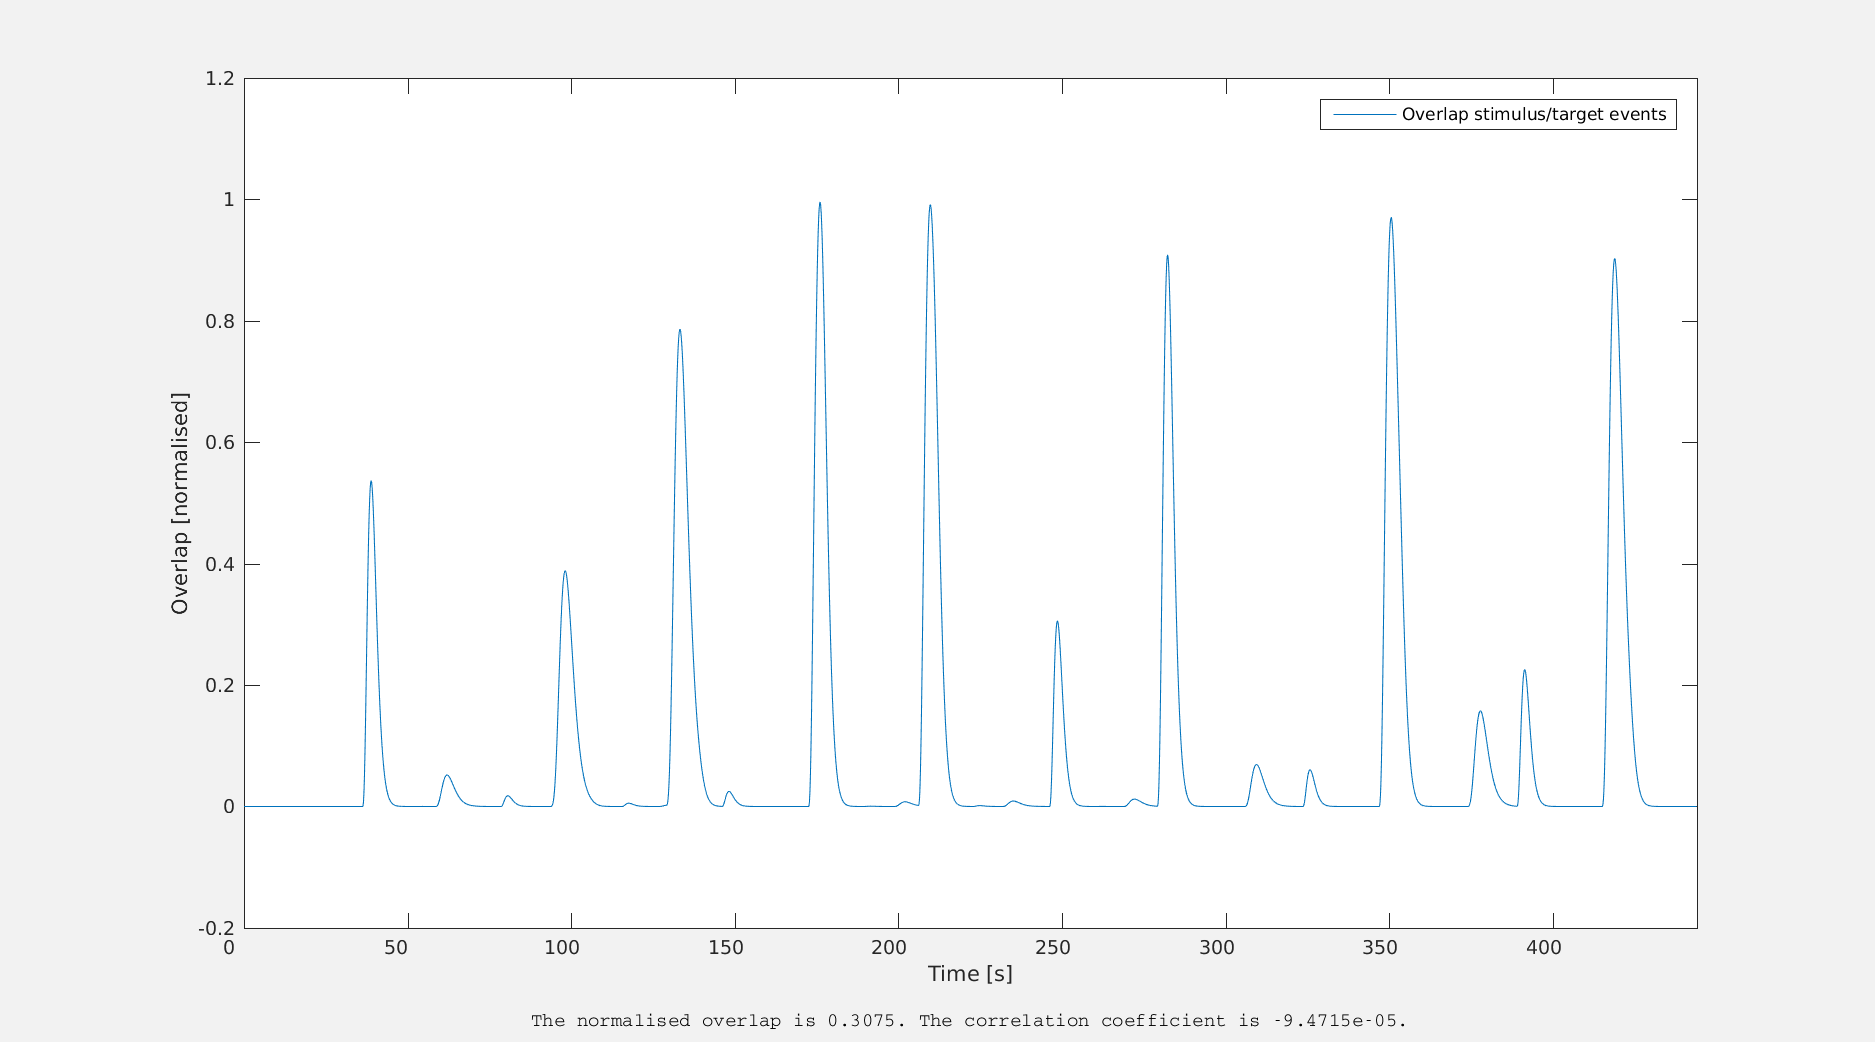 1.2
Overlap stimulus/target events
1
0.8
0.6
Overlap [normalised]
0.4
0.2
0
-0.2
0 50 100 150 200 250 300 350 400
Time [s]
The normalised overlap is 0.3075. The correlation coefficient is -9.4715e-05.